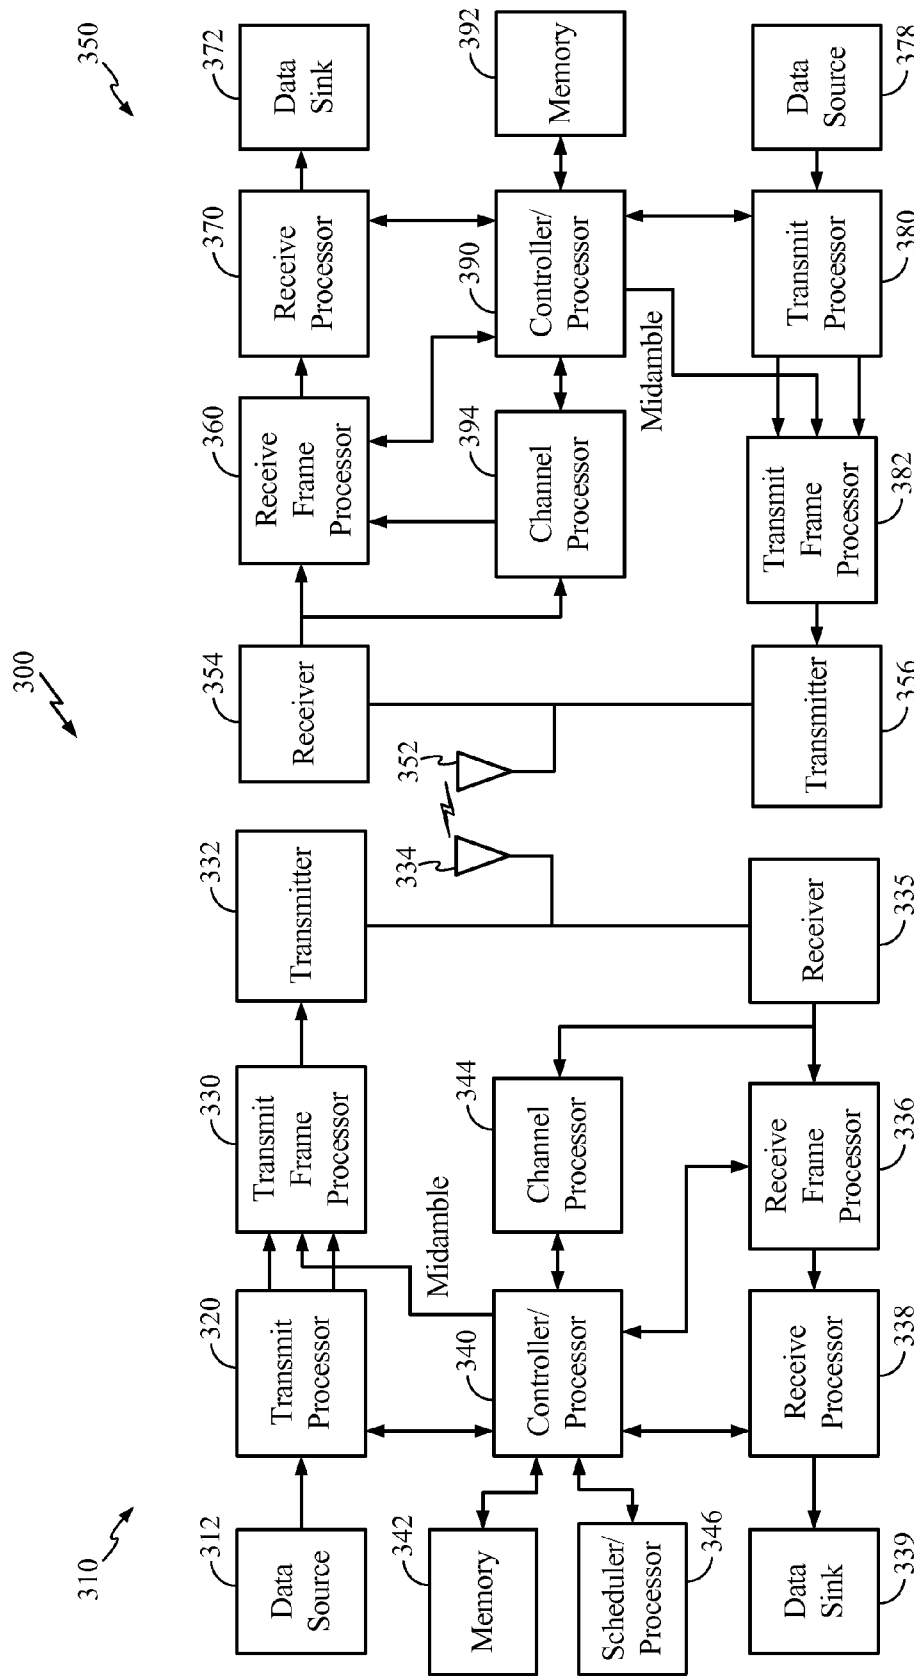 300
310
350
312
Data
Source
320
Transmit
Processor
330
Transmit
Frame
Processor
332
Transmitter
354
Receiver
360
Receive
Frame
Processor
370
Receive
Processor
372
Data
Sink
Midamble
334
352
342
Memory
340
Controller/
Processor
344
Channel
Processor
394
Channel
Processor
390
Controller/
Processor
392
Memory
346
Scheduler/
Processor
Midamble
339
Data
Sink
338
Receive
Processor
336
Receive
Frame
Processor
335
Receiver
356
Transmitter
382
Transmit
Frame
Processor
380
Transmit
Processor
378
Data
Source